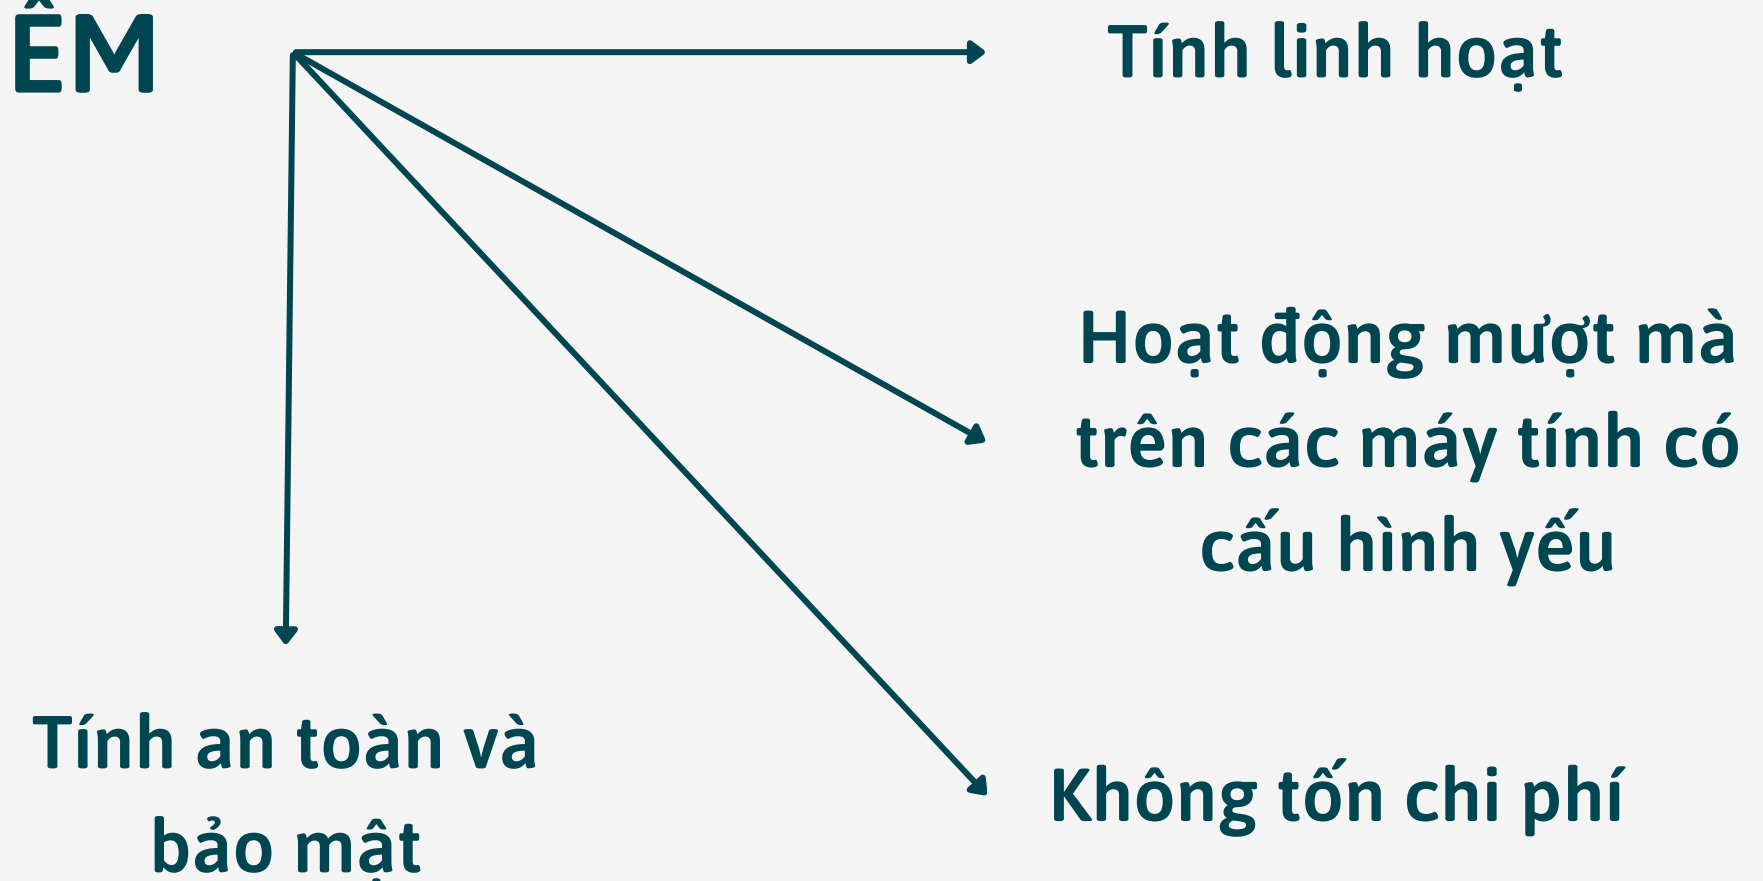 ÊM
Tính linh hoạt
Hoạt động mượt mà
trên các máy tính có
cấu hình yếu
Không tốn chi phí
Tính an toàn và
bảo mật